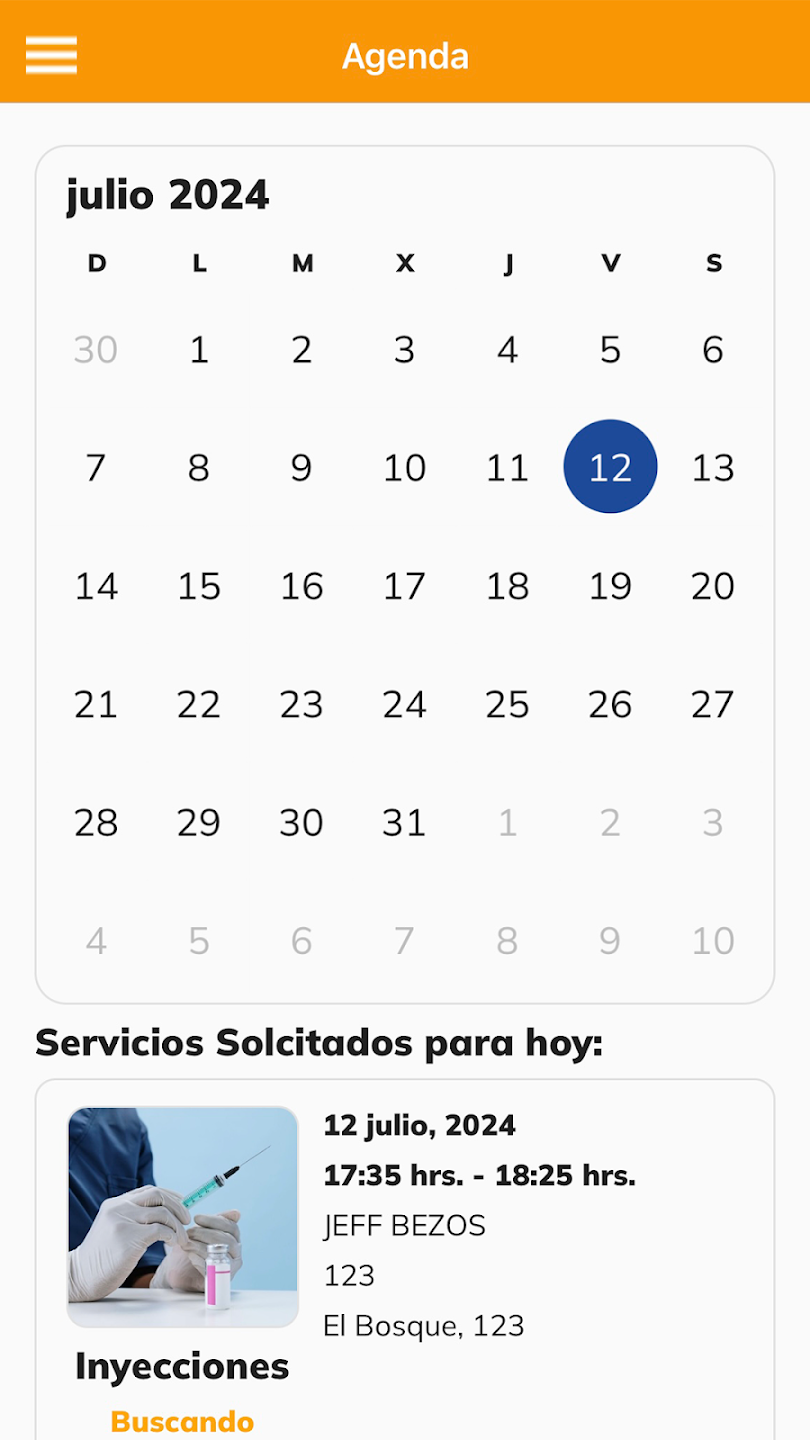 Agenda
julio 2024
D L M X J V S
30 1 2 3 4 5 6
7 8 9 10 11 12 13
14 15 16 17 18 19 20
21 22 23 24 25 26 27
28 29 30 31 1 2 3
4 5 6 7 8 9 10
Servicios Solcitados para hoy:
12 julio, 2024
17:35 hrs. - 18:25 hrs.
JEFF BEZOS
123
El Bosque, 123
Inyecciones
Buscando